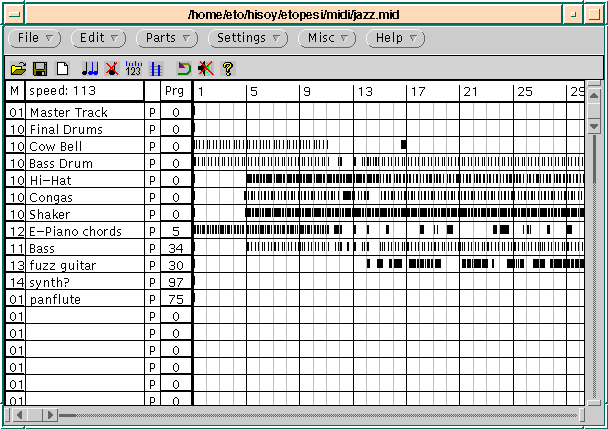 /home/eto/hisoy/etopesi/midi/jazz.mid
File Edit Parts Settings Misc Help
123 ?
M speed: 113 Prg 1 5 9 13 17 21 25 29
01 Master Track P 0
10 Final Drums P 0
10 Cow Bell P 0
10 Bass Drum P 0
10 Hi-Hat P 0
10 Congas P 0
10 Shaker P 0
12 E-Piano chords P 5
11 Bass P 34
13 fuzz guitar P 30
14 synth? P 97
01 panflute P 75
01 P 0
01 P 0
01 P 0
01 P 0
01 P 0
01 P 0